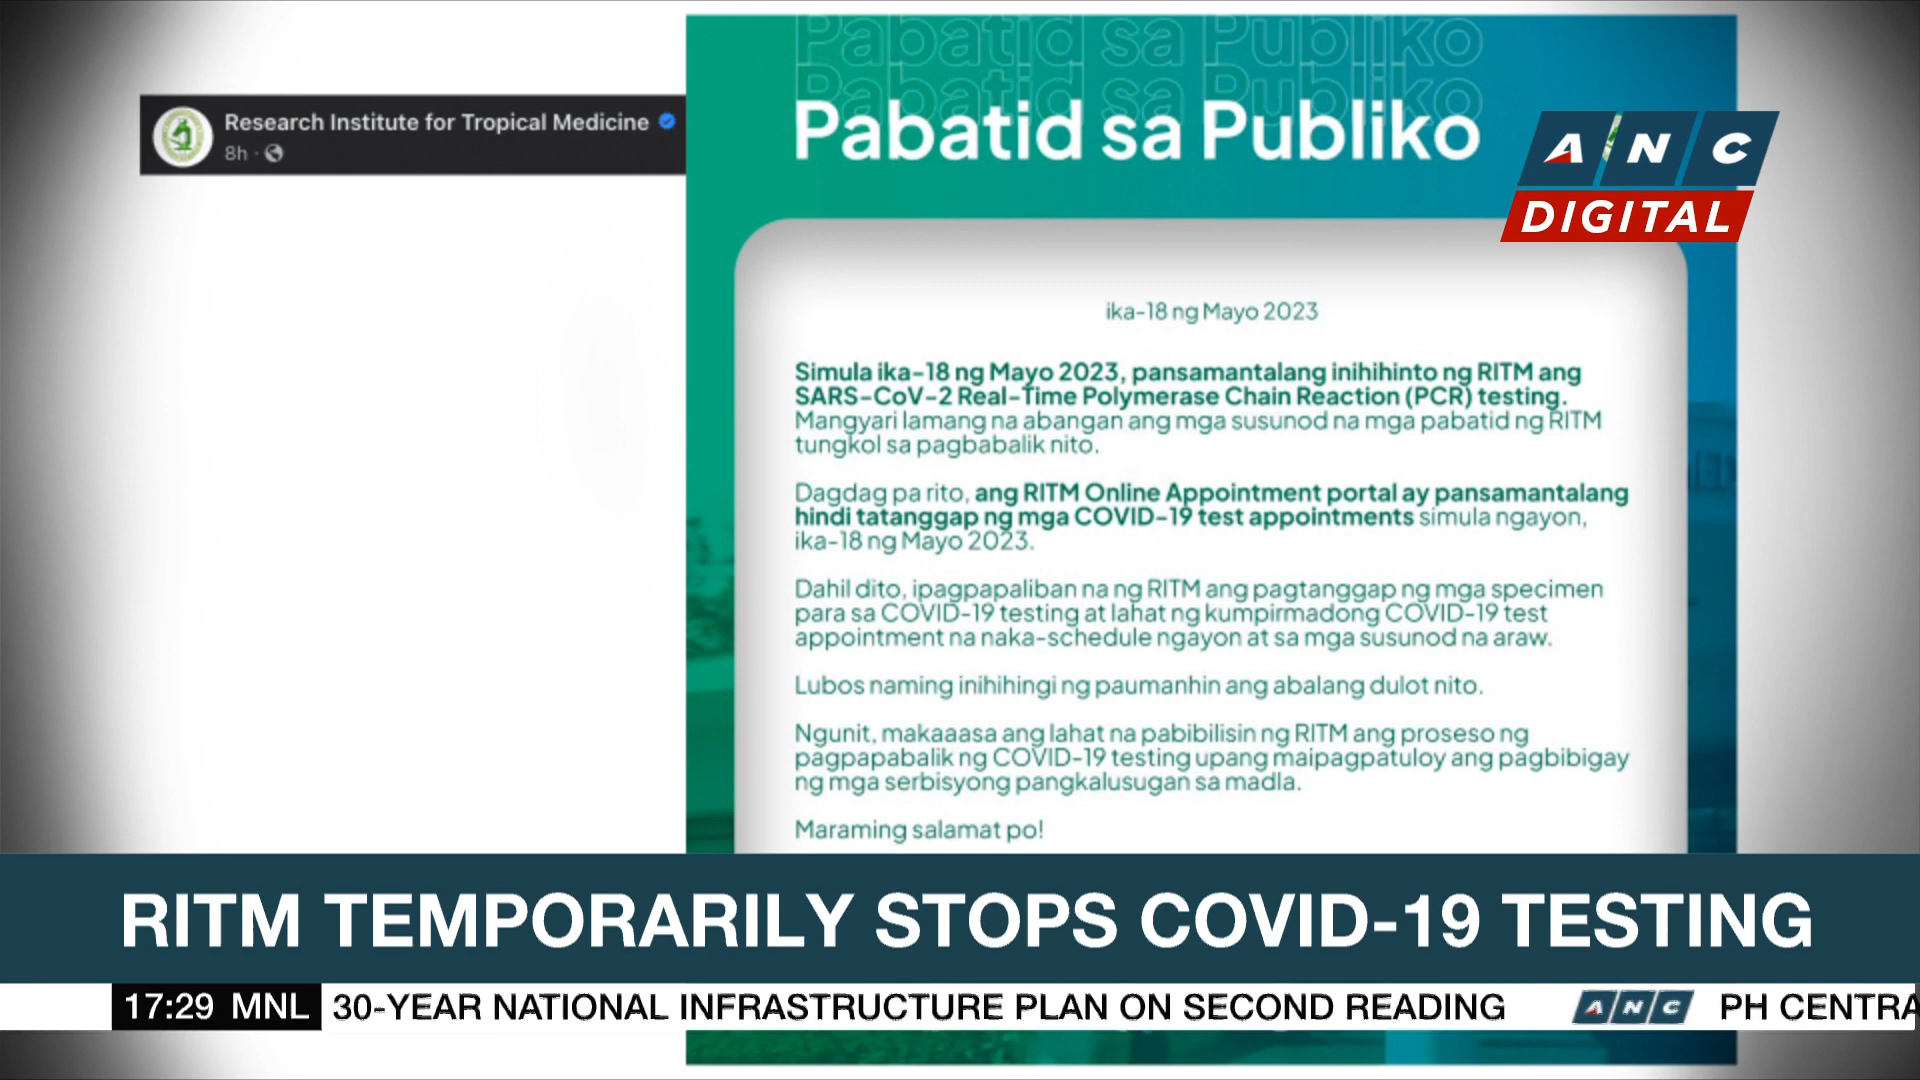 Pabatid sa Publiko
Pabatid sa Publiko
Pabatid sa Publiko
Research Institute for Tropical Medicine
8h
ANC
DIGITAL
ika-18 ng Mayo 2023
Simula ika-18 ng Mayo 2023, pansamantalang inihihinto ng RITM ang
SARS-CoV-2 Real-Time Polymerase Chain Reaction (PCR) testing.
Mangyari lamang na abangan ang mga susunod na mga pabatid ng RITM
tungkol sa pagbabalik nito.
Dagdag pa rito, ang RITM Online Appointment portal ay pansamantalang
hindi tatanggap ng mga COVID-19 test appointments simula ngayon,
ika-18 ng Mayo 2023.
Dahil dito, ipagpapaliban na ng RITM ang pagtanggap ng mga specimen
para sa COVID-19 testing at lahat ng kumpirmadong COVID-19 test
appointment na naka-schedule ngayon at sa mga susunod na araw.
Lubos naming inihihingi ng paumanhin ang abalang dulot nito.
Ngunit, makaaasa ang lahat na pabibilisin ng RITM ang proseso ng
pagpapabalik ng COVID-19 testing upang maipagpatuloy ang pagbibigay
ng mga serbisyong pangkalusugan sa madla.
Maraming salamat po!
RITM TEMPORARILY STOPS COVID-19 TESTING
17:29 MNL 30-YEAR NATIONAL INFRASTRUCTURE PLAN ON SECOND READING ANC PH CENTRA